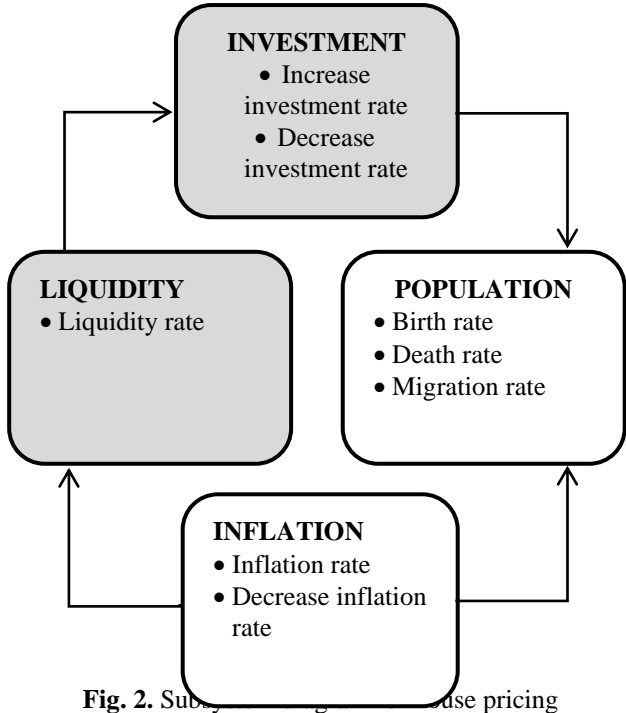 INVESTMENT
• Increase
investment rate
• Decrease
investment rate
LIQUIDITY
• Liquidity rate
POPULATION
• Birth rate
• Death rate
• Migration rate
INFLATION
• Inflation rate
• Decrease inflation
rate
Fig. 2. pricing